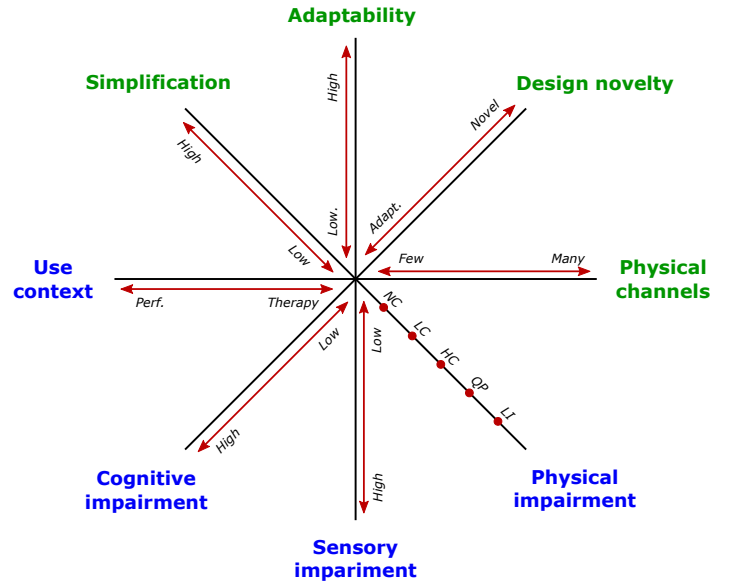 Adaptability
Simplification
Design novelty
High
Novel
High
Low.
Adapt.
Low
Few
Many
Use
context
Physical
channels
Perf.
Therapy
NC
LC
HC
QP
LI
Low
Low
High
High
Cognitive
impairment
Physical
impairment
Sensory
impariment